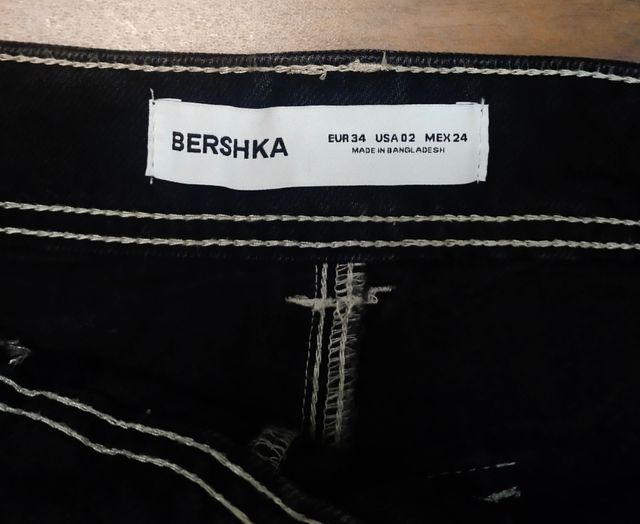 BERSHKA
EUR 34 USA 02 MEX 24
MADE IN BANGLADESH